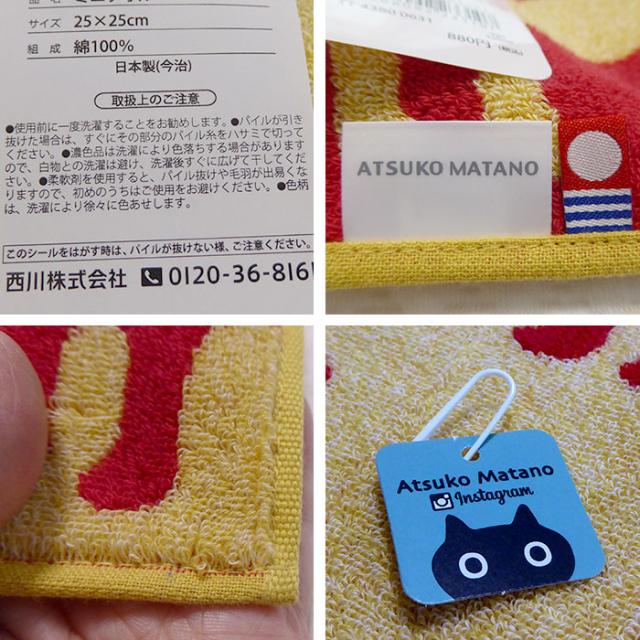 サイズ 25×25cm
組成 綿100%
日本製(今治)
取扱上のご注意
●使用前に一度洗濯することをお勧めします。●パイルが引き
抜けた場合は、すぐにその部分のパイル糸をハサミで切って
ください。●濃色品は洗濯により色落ちする場合があります
ので、白物との洗濯は避け、洗濯後すぐに広げて干してくだ
さい。●柔軟剤を使用すると、パイル抜けや毛羽が出易くな
りますので、初めのうちはご使用をお避けください。●色柄
は、洗濯により徐々に色あせします。
このシールをはがす時は、パイルが抜けない様、ご注意ください。
西川株式会社 0120-36-816
880円
ATSUKO MATANO
Atsuko Matano
Instagram